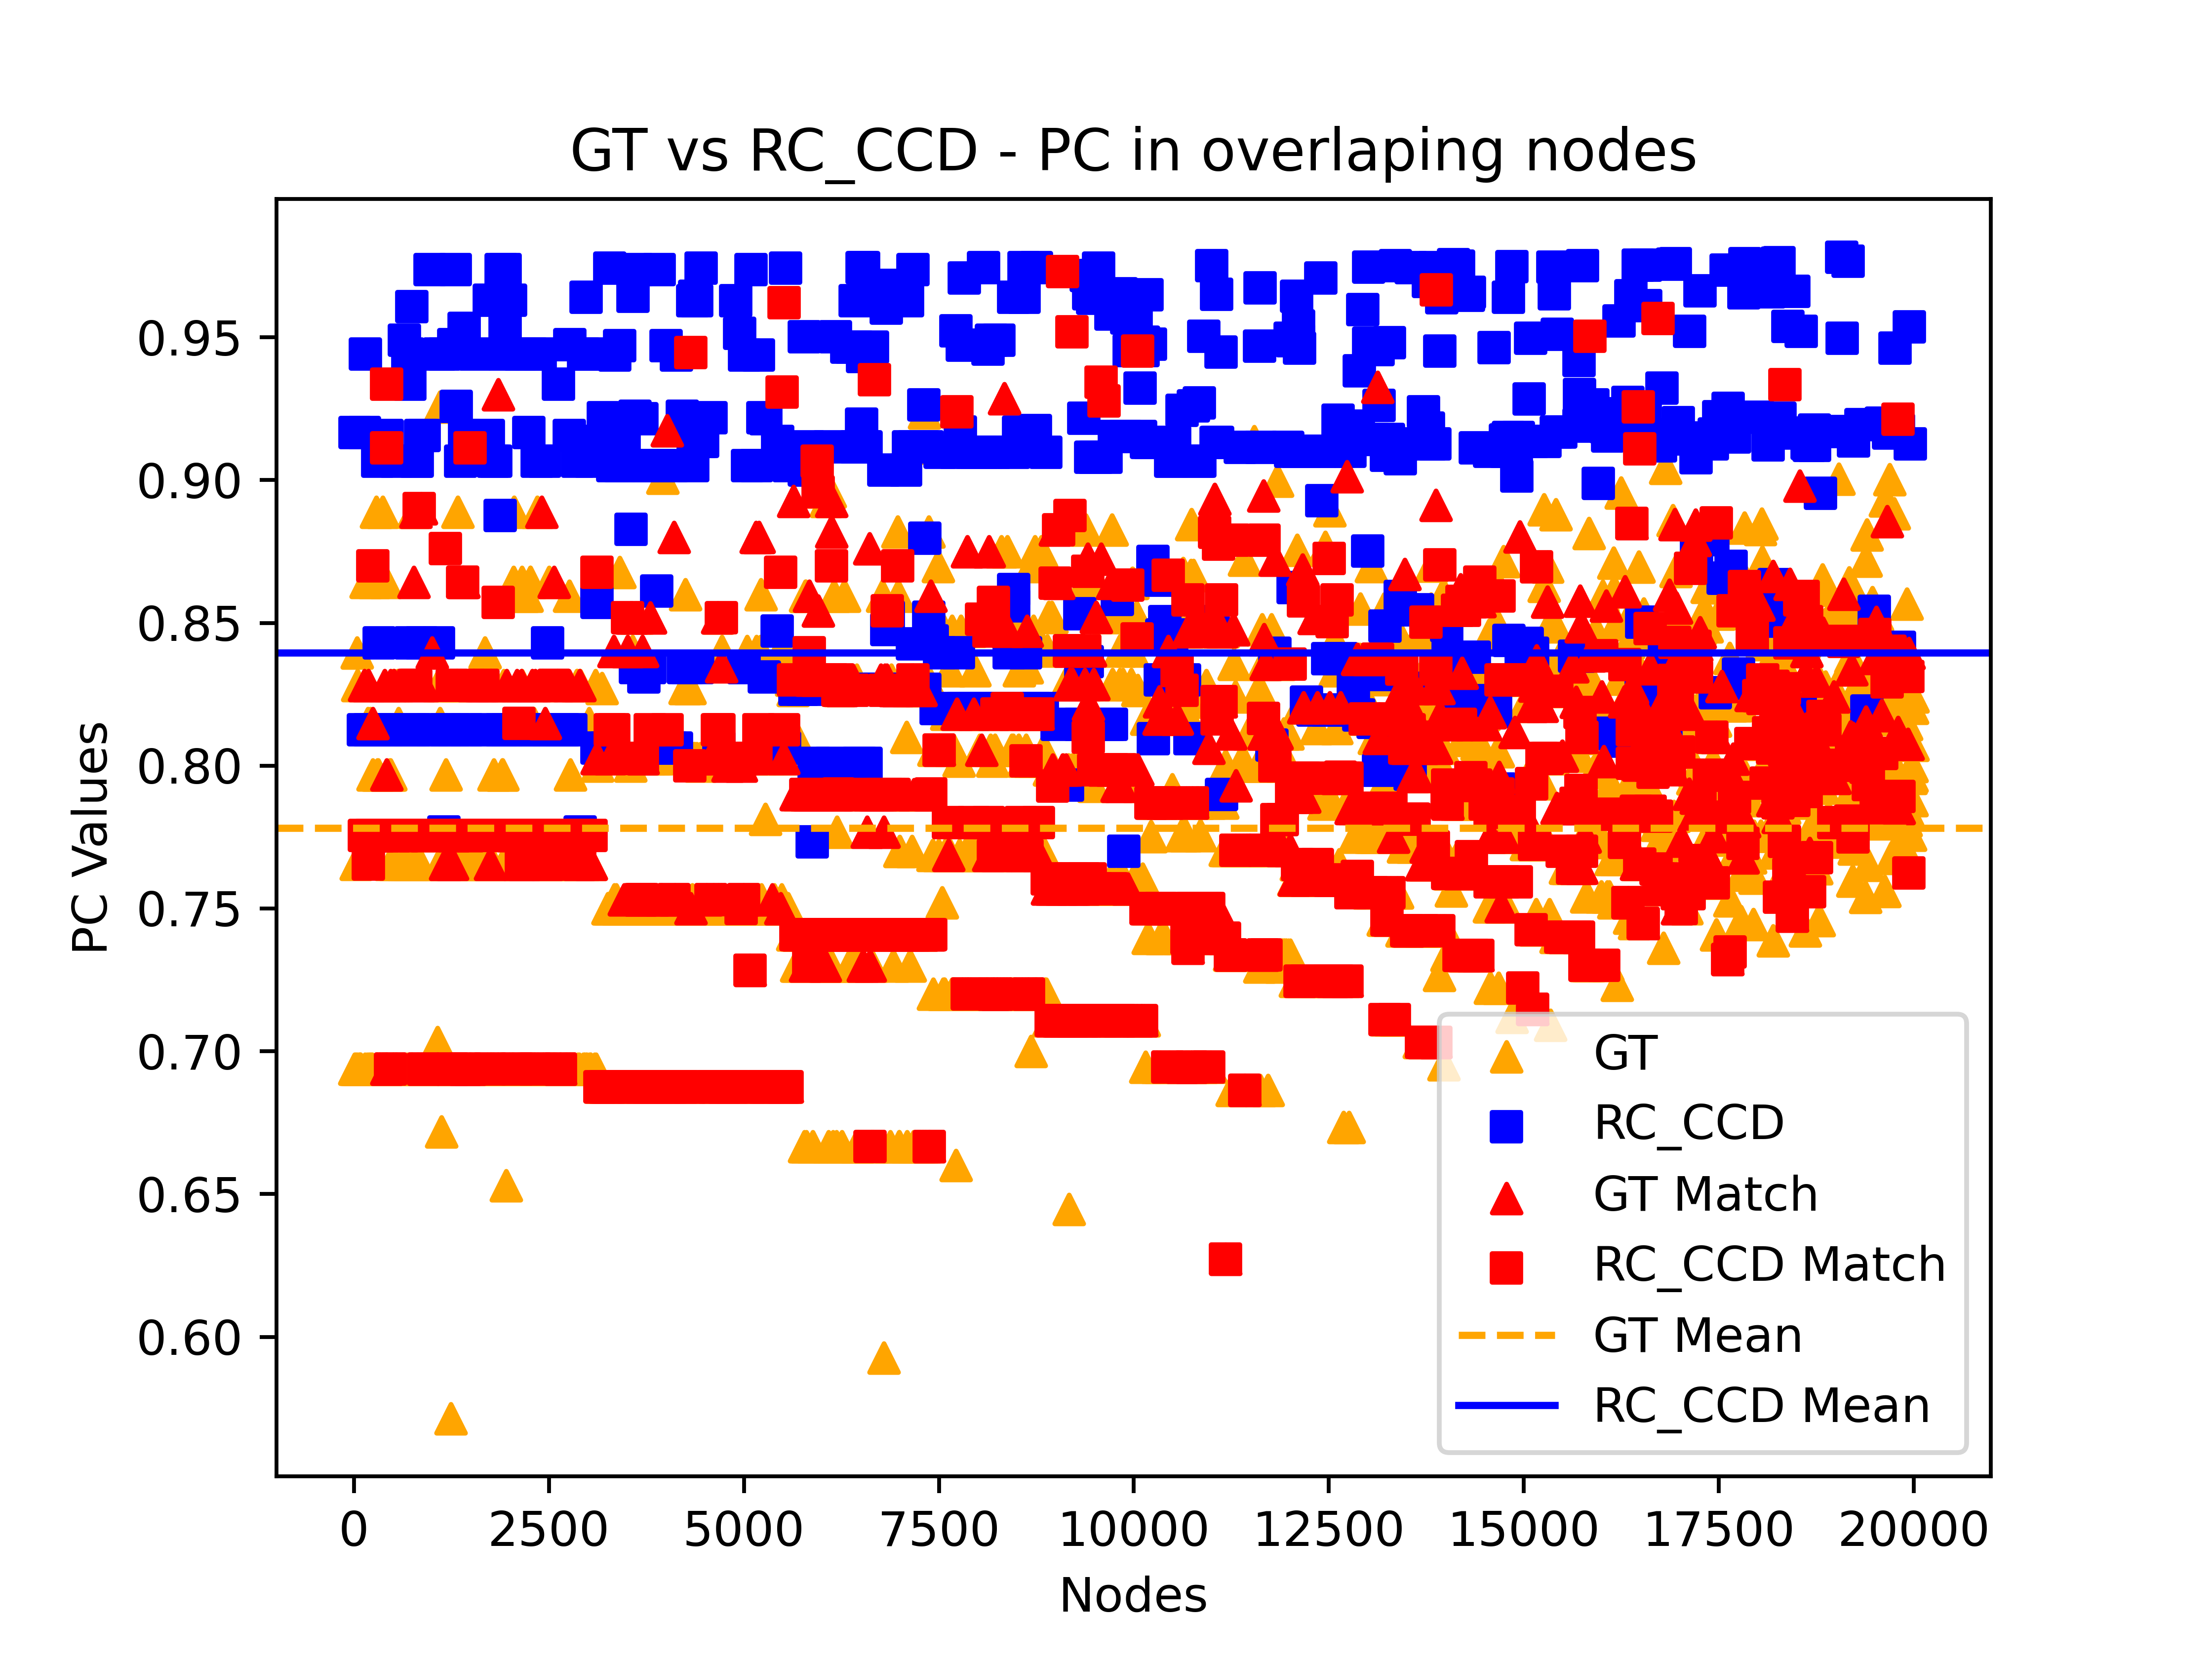 GT vs RC_CCD - PC in overlaping nodes
PC Values
0.95
0.90
0.85
0.80
0.75
0.70
0.65
0.60
GT
RC_CCD
GT Match
RC_CCD Match
GT Mean
RC_CCD Mean
0 2500 5000 7500 10000 12500 15000 17500 20000
Nodes